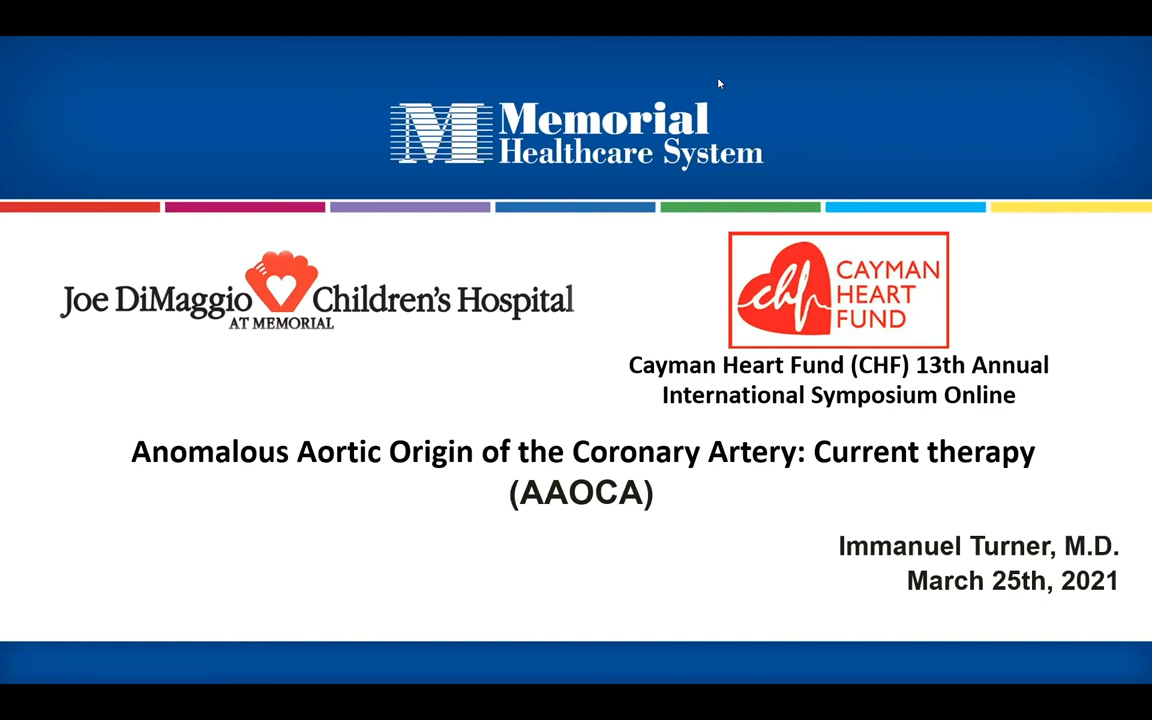 Memorial
Healthcare System
Joe DiMaggio Children's Hospital
AT MEMORIAL
chf
CAYMAN
HEART
FUND
Cayman Heart Fund (CHF) 13th Annual
International Symposium Online
Anomalous Aortic Origin of the Coronary Artery: Current therapy
(AAOCA)
Immanuel Turner, M.D.
March 25th, 2021